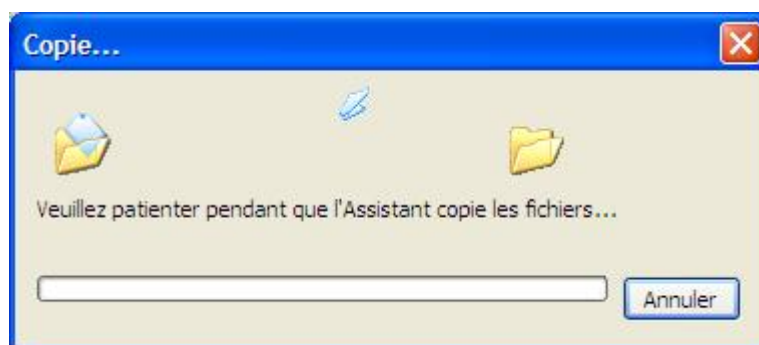 Copie...
Veuillez patienter pendant que l'Assistant copie les fichiers...
Annuler